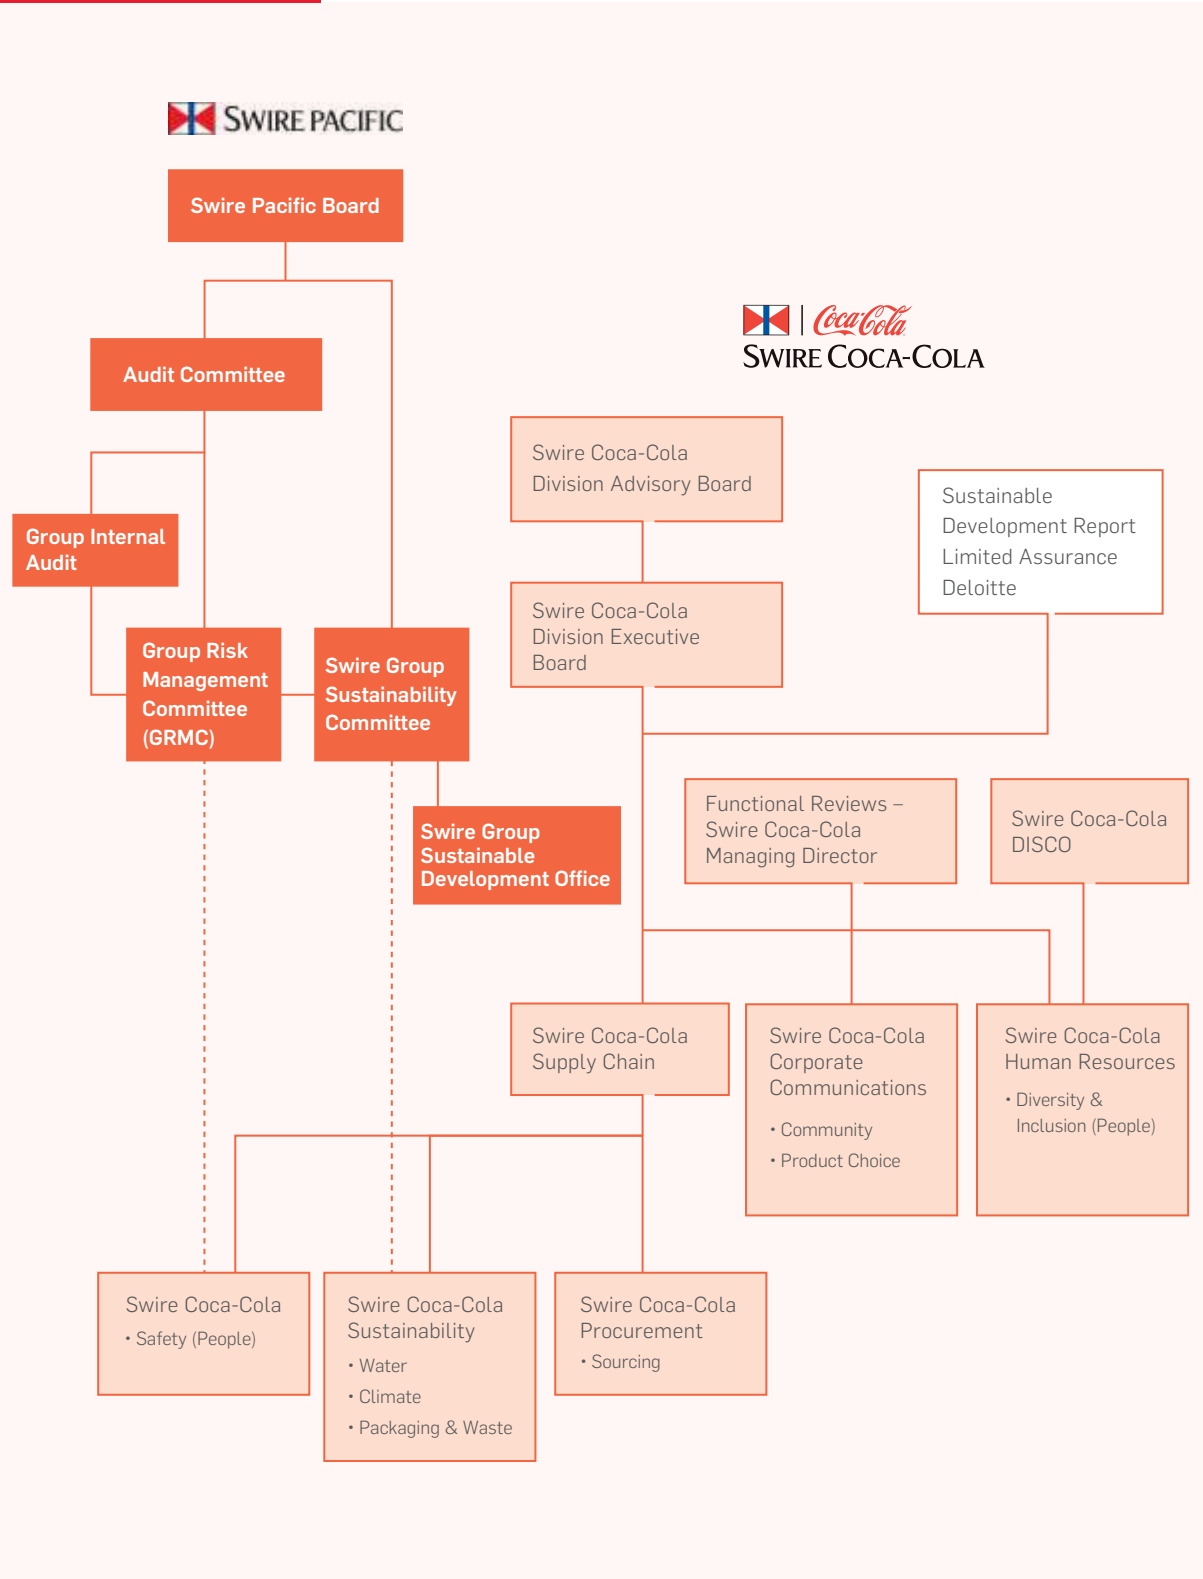 SWIRE PACIFIC
Swire Pacific Board
Coca-Cola
SWIRE COCA-COLA
Audit Committee
Swire Coca-Cola
Division Advisory Board
Sustainable
Development Report
Limited Assurance
Deloitte
Group Internal
Audit
Swire Coca-Cola
Division Executive
Board
Group Risk
Management
Committee
(GRMC)
Swire Group
Sustainability
Committee
Swire Group
Sustainable
Development Office
Functional Reviews –
Swire Coca-Cola
Managing Director
Swire Coca-Cola
DISCO
Swire Coca-Cola
Supply Chain
Swire Coca-Cola
Corporate
Communications
• Community
• Product Choice
Swire Coca-Cola
Human Resources
• Diversity &
Inclusion (People)
Swire Coca-Cola
• Safety (People)
Swire Coca-Cola
Sustainability
• Water
• Climate
• Packaging & Waste
Swire Coca-Cola
Procurement
• Sourcing